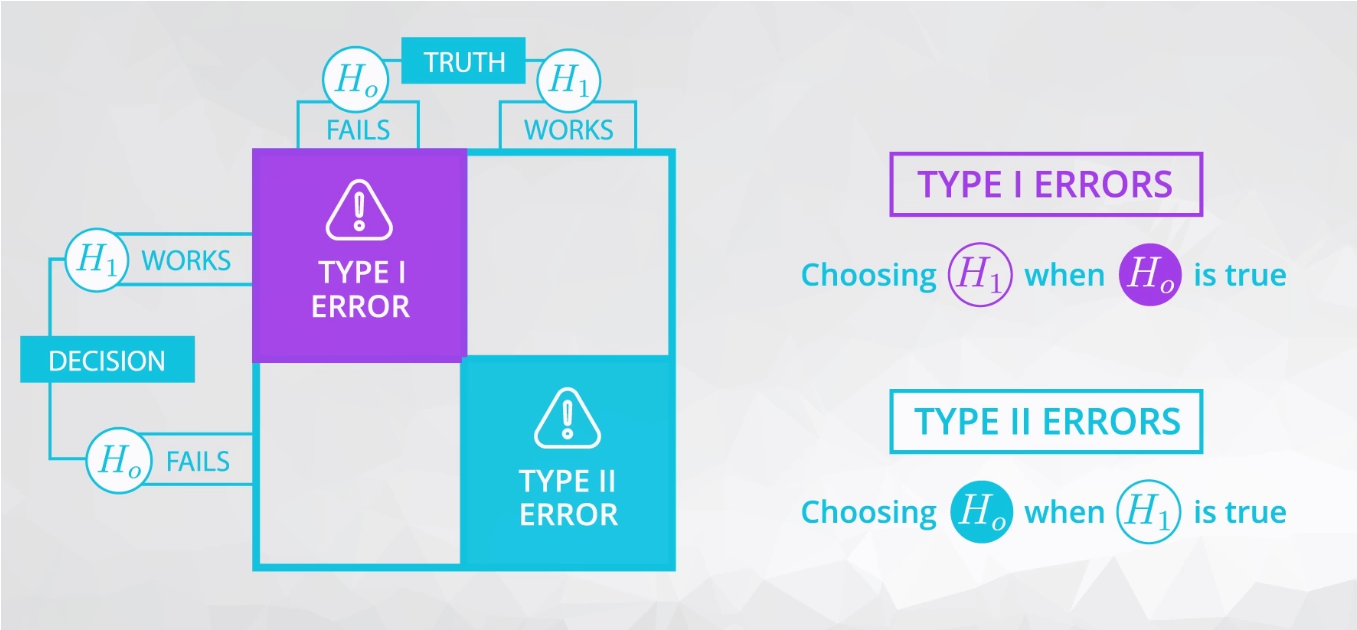 TRUTH
Hₒ
H₁
FAILS
WORKS
H₁ WORKS
TYPE I
ERROR
DECISION
Hₒ FAILS
TYPE II
ERROR
TYPE I ERRORS
Choosing H₁ when Hₒ is true
TYPE II ERRORS
Choosing Hₒ when H₁ is true